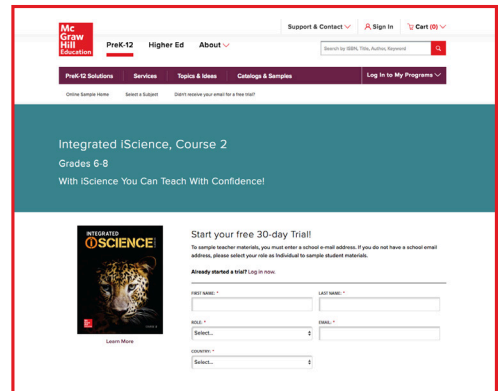 Mc
Graw
Hill
Education
Support & Contact
Sign In
Cart (0)
PreK-12
Higher Ed
About
Search by ISBN, Title, Author, Keyword
PreK-12 Solutions
Services
Topics & Ideas
Catalogs & Samples
Log In to My Programs
Online Sample Home
Select a Subject
Didn't receive your email for a free trial?
Integrated iScience, Course 2
Grades 6-8
With iScience You Can Teach With Confidence!
INTEGRATED
iSCIENCE
Learn More
Start your free 30-day Trial!
To sample teacher materials, you must enter a school e-mail address. If you do not have a school email
address, please select your role as Individual to sample student materials.
Already started a trial? Log in now.
FIRST NAME: *
LAST NAME: *
ROLE: *
EMAIL: *
Select...
COUNTRY: *
Select...